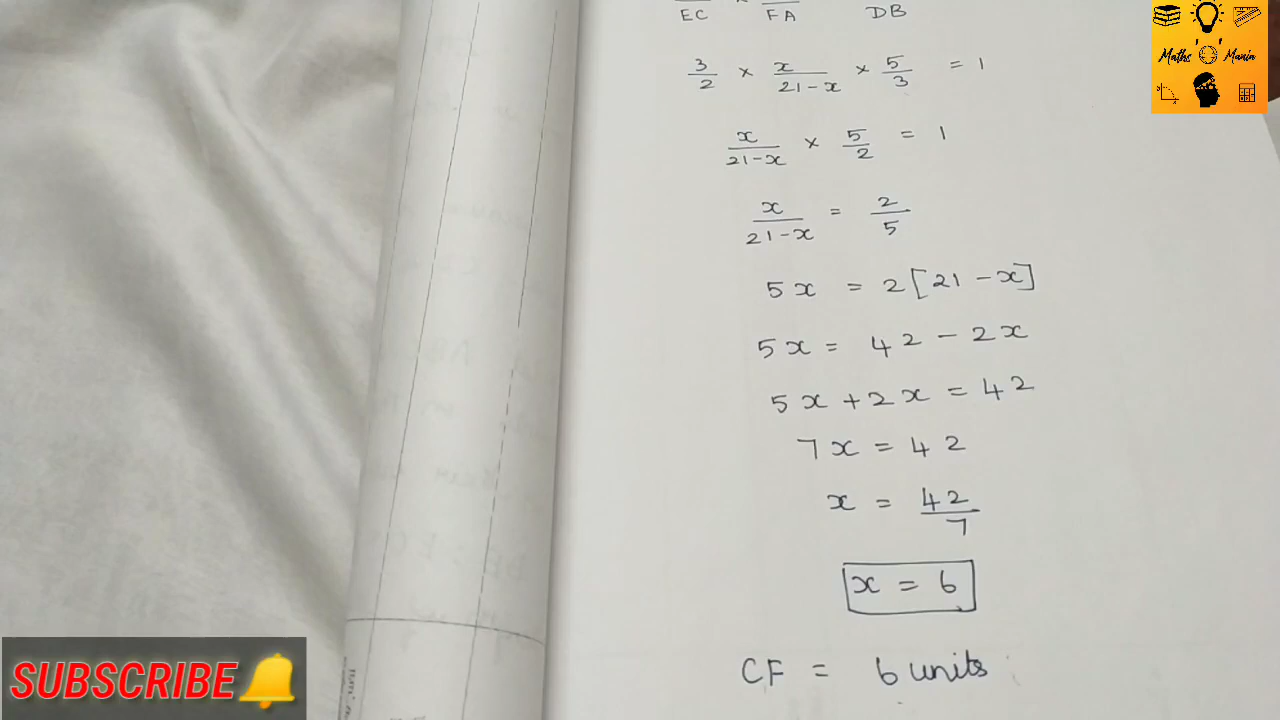 EC × FA DB
3/2 × x/21-x × 5/3 = 1
x/21-x × 5/2 = 1
x/21-x = 2/5
5x = 2[21-x]
5x = 42-2x
5x+2x = 42
7x = 42
x = 42/7
x = 6
CF = 6 units
Maths Manin
SUBSCRIBE